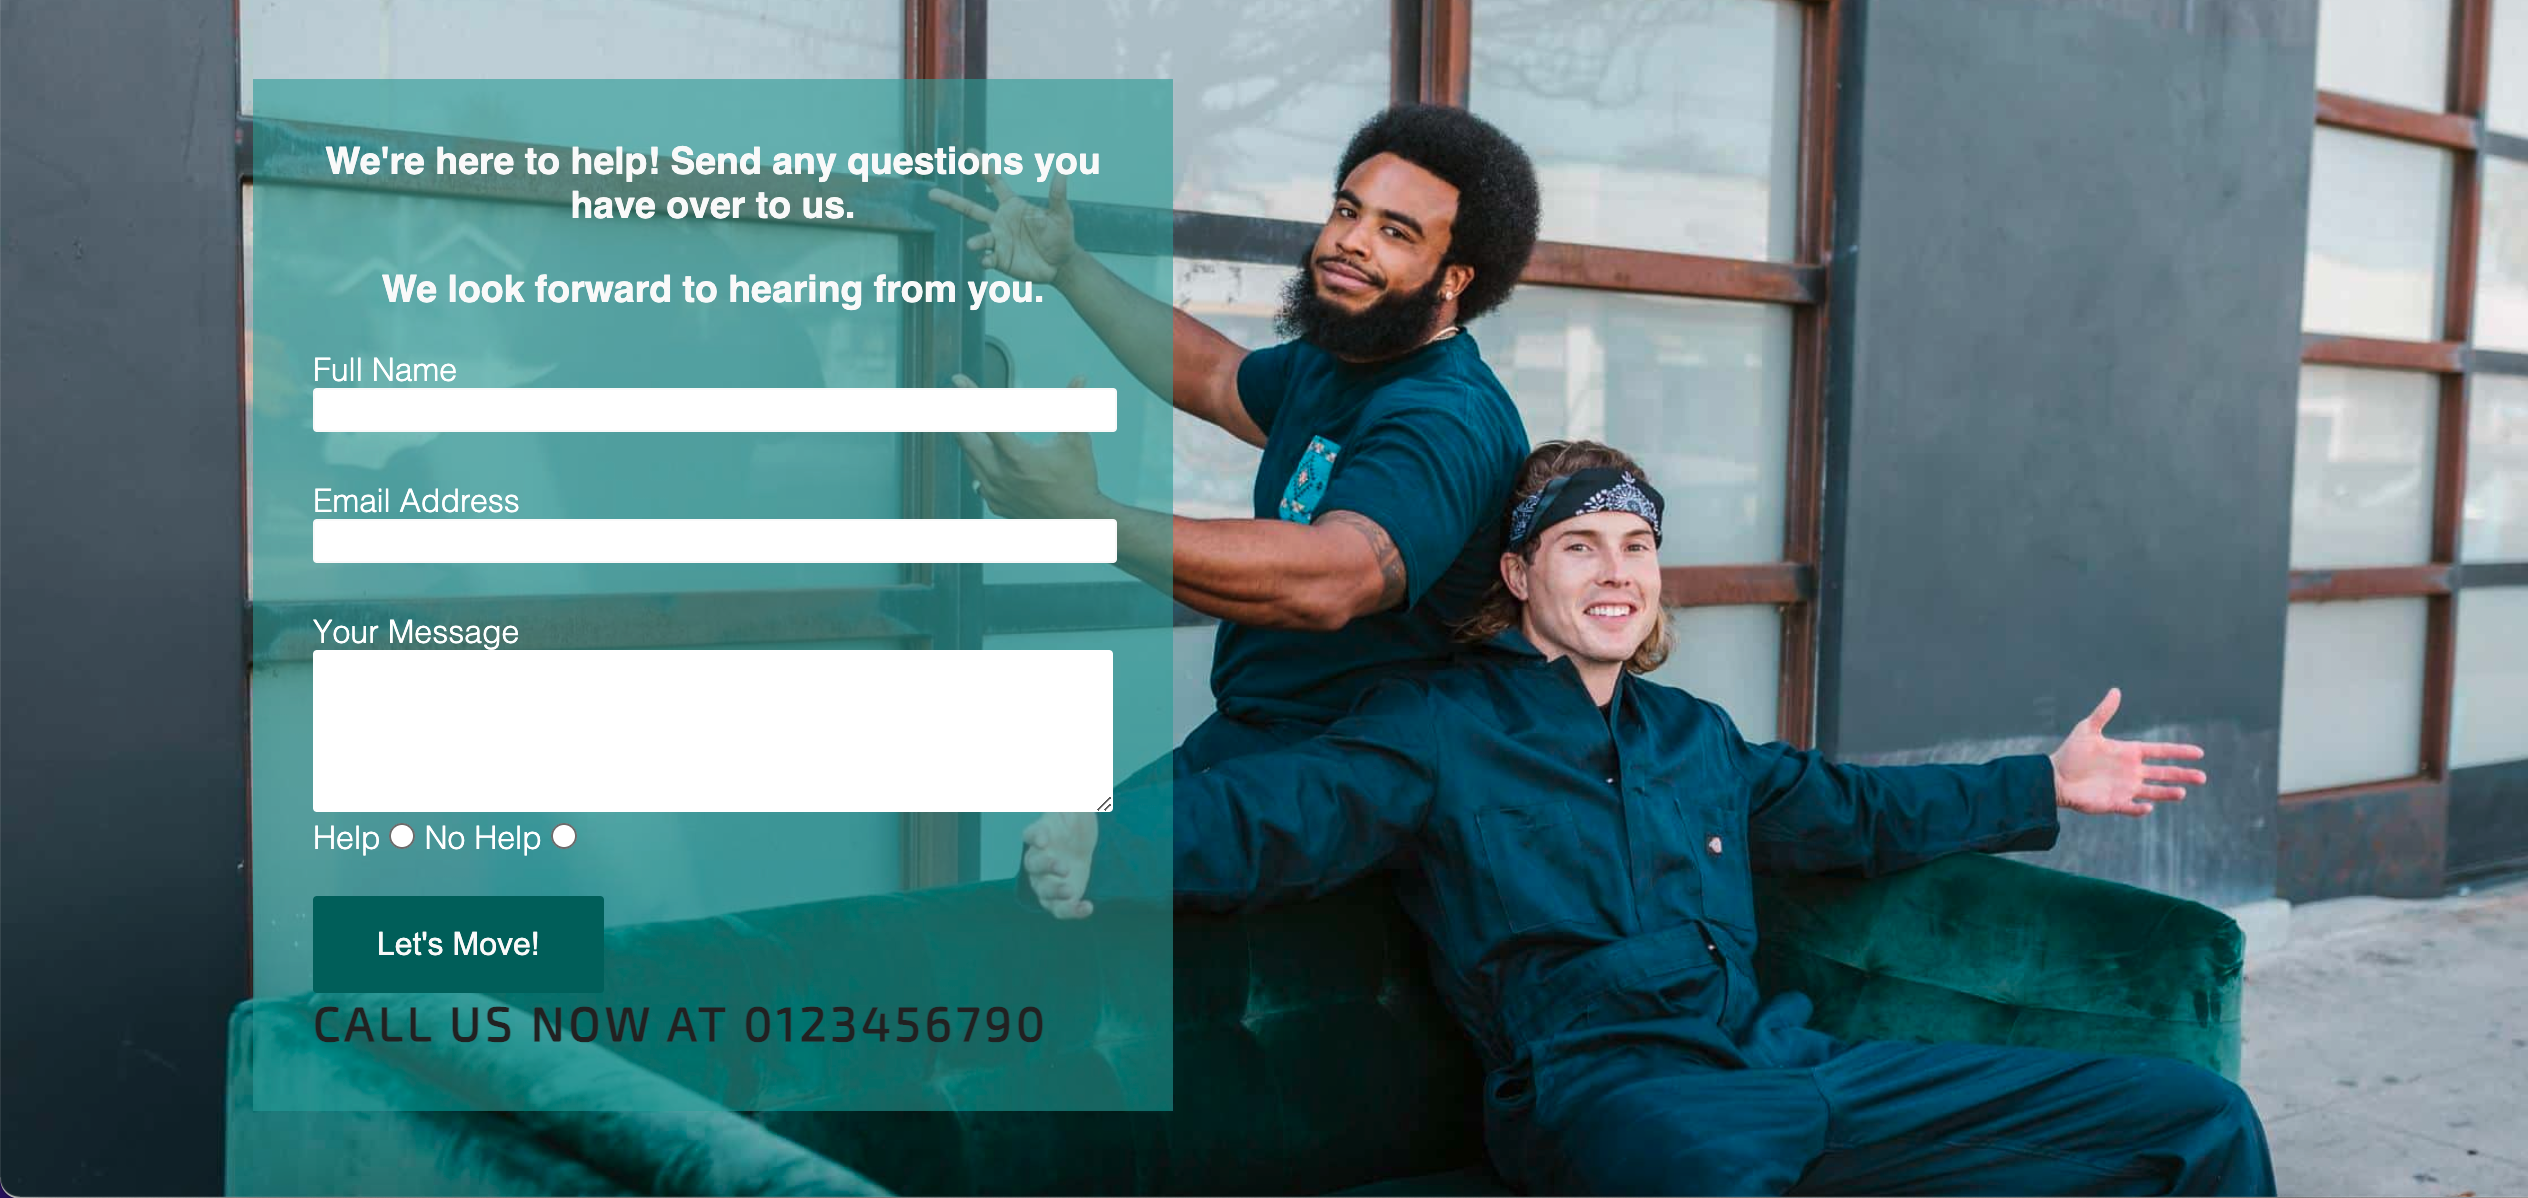 We're here to help! Send any questions you
have over to us.
We look forward to hearing from you.
Full Name
Email Address
Your Message
Help No Help
Let's Move!
CALL US NOW AT 0123456790